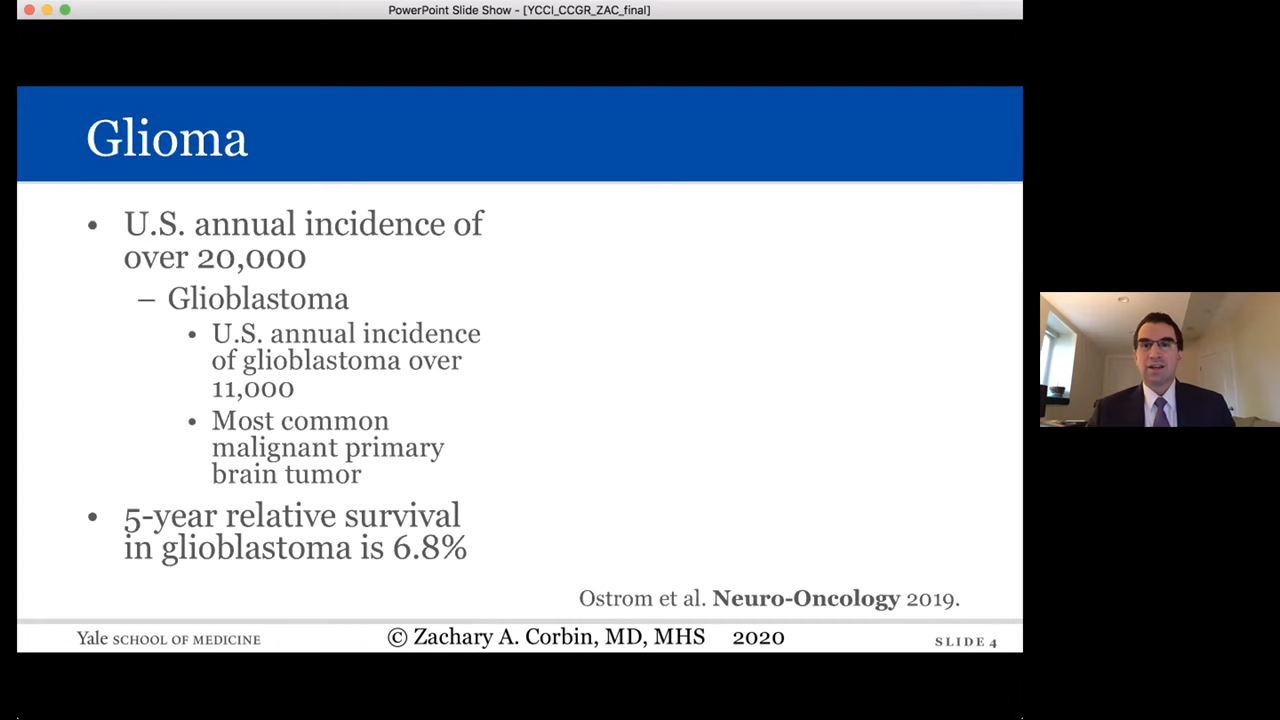 PowerPoint Slide Show - [YCCI_CCGR_ZAC_final]
Glioma
• U.S. annual incidence of
over 20,000
– Glioblastoma
• U.S. annual incidence
of glioblastoma over
11,000
• Most common
malignant primary
brain tumor
• 5-year relative survival
in glioblastoma is 6.8%
Ostrom et al. Neuro-Oncology 2019.
Yale SCHOOL OF MEDICINE
© Zachary A. Corbin, MD, MHS 2020
SLIDE 4